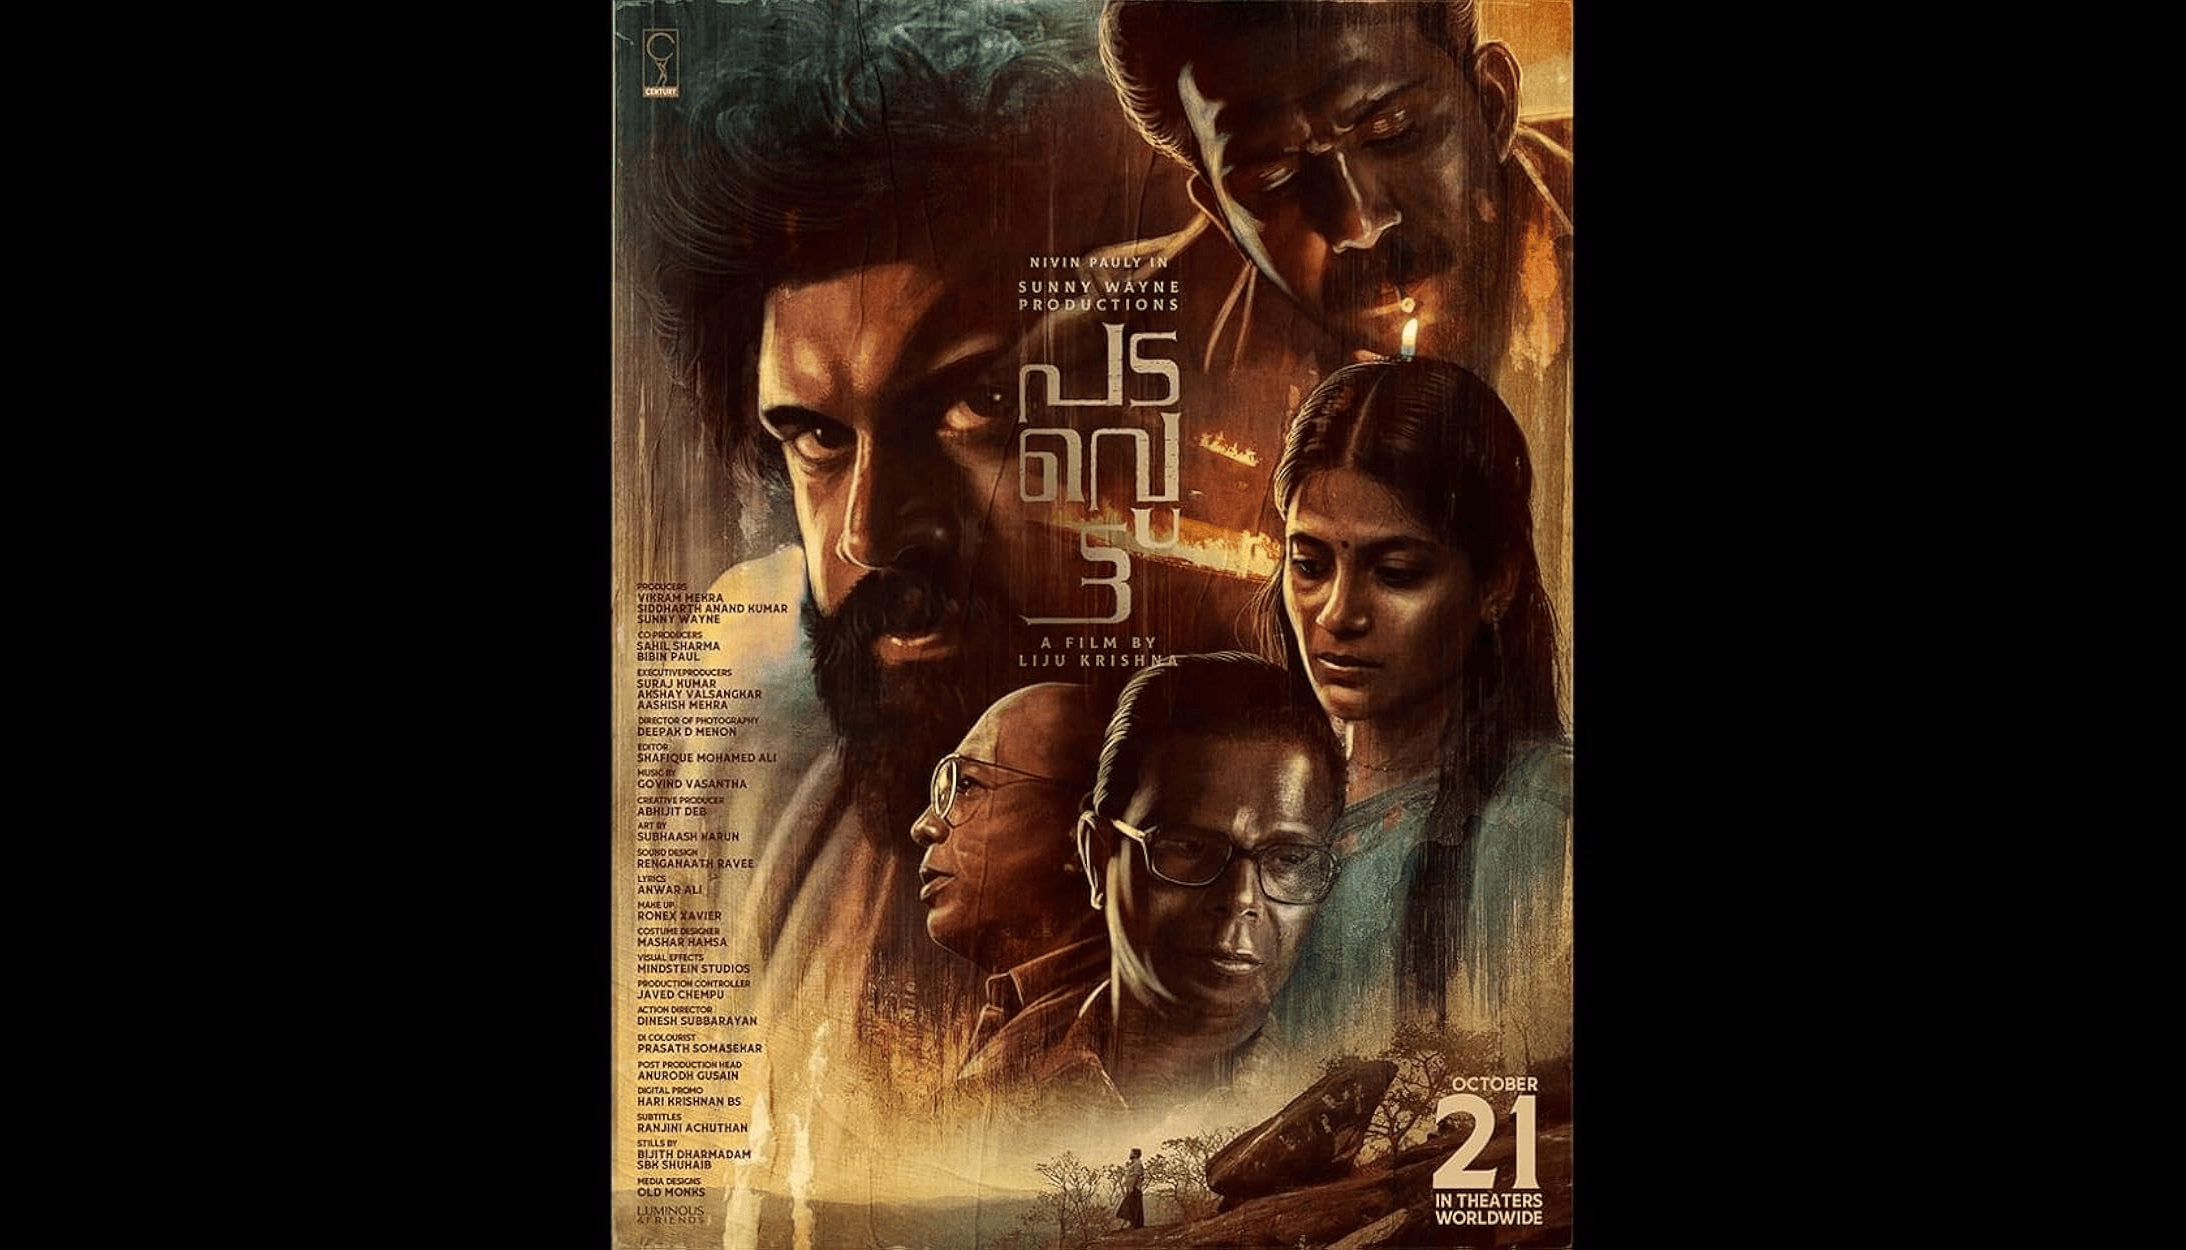 CENTURY
NIVIN PAULY IN
SUNNY WAYNE
PRODUCTIONS
പട
വെ
ട്ട്
A FILM BY
LIJU KRISHNA
PRODUCERS
VIKRAM MEHRA
SIDDHARTH ANAND KUMAR
SUNNY WAYNE
CO PRODUCERS
SAHIL SHARMA
BIBIN PAUL
EXECUTIVEPRODUCERS
SURAJ KUMAR
AKSHAY VALSANGKAR
AASHISH MEHRA
DIRECTOR OF PHOTOGRAPHY
DEEPAK D MENON
EDITOR
SHAFIQUE MOHAMED ALI
MUSIC BY
GOVIND VASANTHA
CREATIVE PRODUCER
ABHIJIT DEB
ART BY
SUBHAASH KARUN
SOUND DESIGN
RENGANAATH RAVEE
LYRICS
ANWAR ALI
MAKE UP
RONEX XAVIER
COSTUME DESIGNER
MASHAR HAMSA
VISUAL EFFECTS
MINDSTEIN STUDIOS
PRODUCTION CONTROLLER
JAVED CHEMPU
ACTION DIRECTOR
DINESH SUBBARAYAN
DI COLOURIST
PRASATH SOMASEKAR
POST PRODUCTION HEAD
ANURODH GUSAIN
DIGITAL PROMO
HARI KRISHNAN BS
SUBTITLES
RANJINI ACHUTHAN
STILLS BY
BIJITH DHARMADAM
SBK SHUHAIB
MEDIA DESIGNS
OLD MONKS
LUMINOUS
&FRIENDS
OCTOBER
21
IN THEATERS
WORLDWIDE